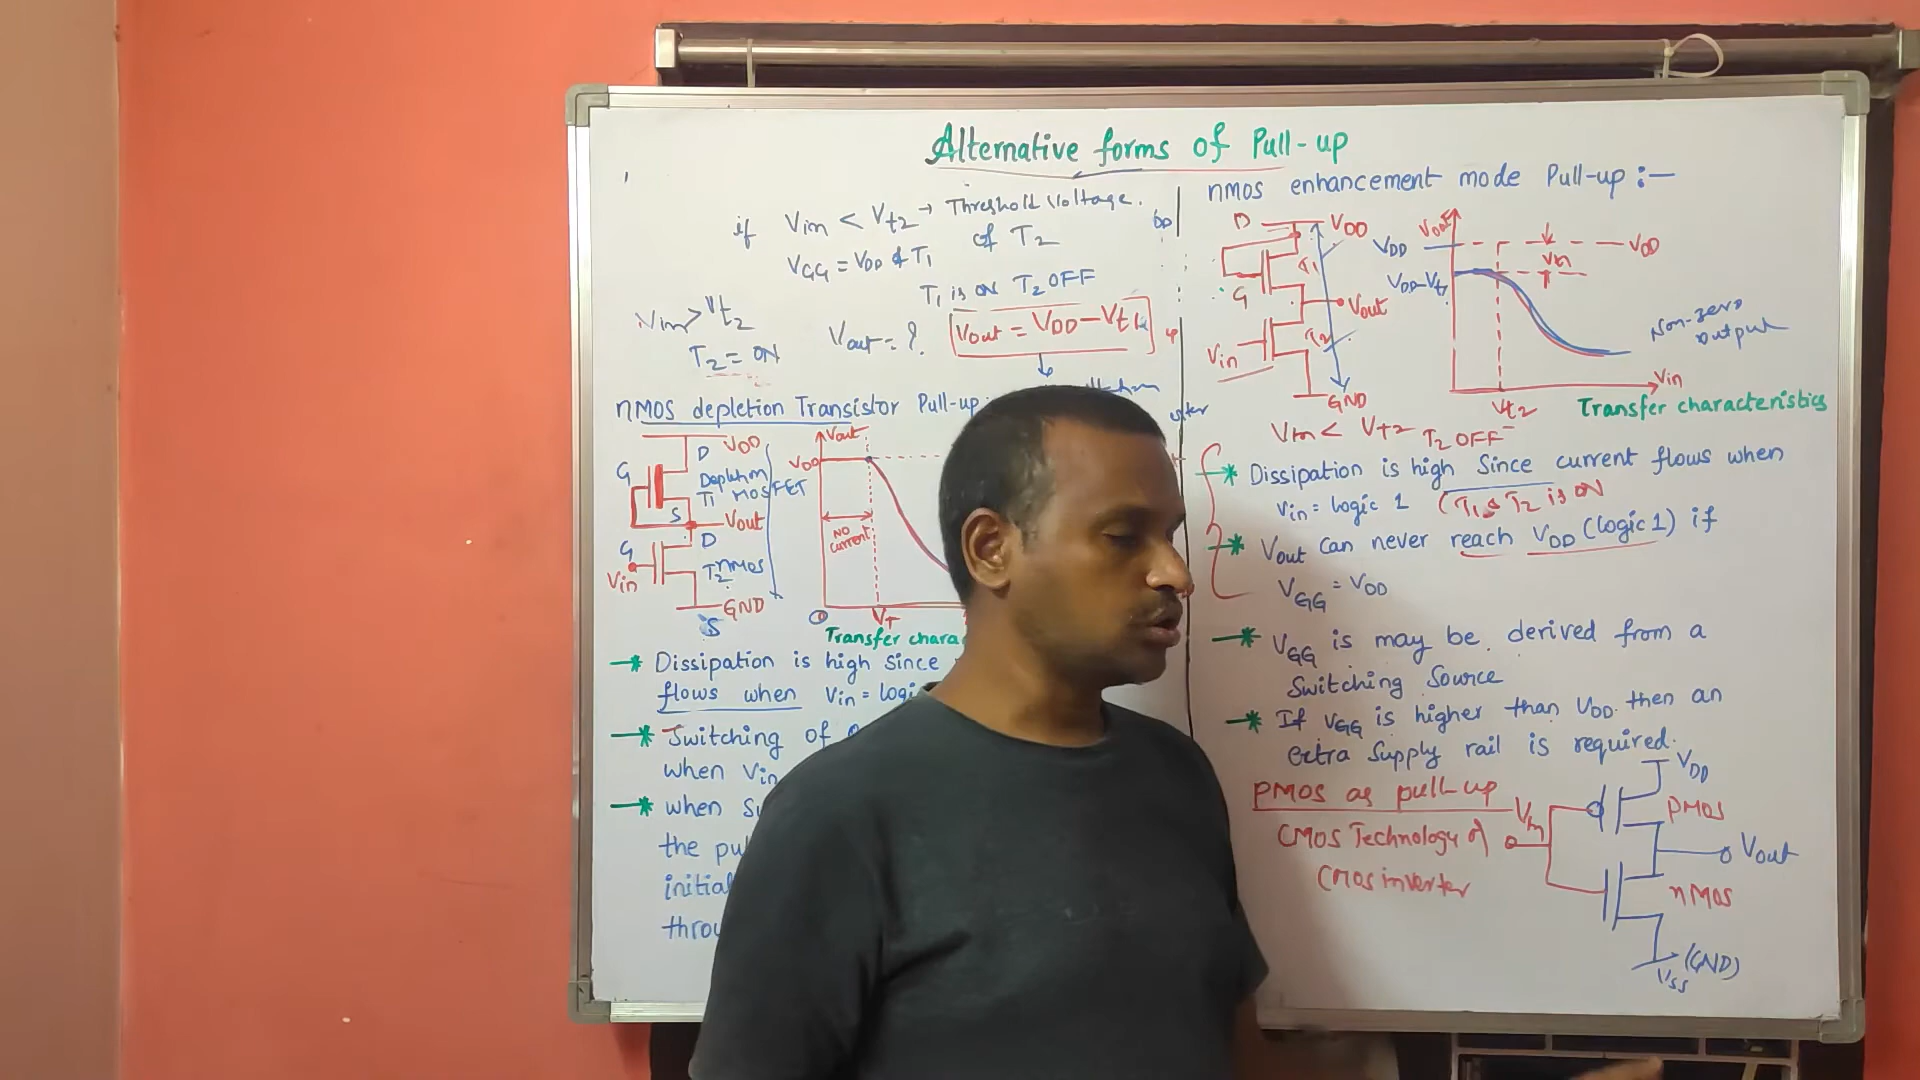 Alternative forms of Pull-up
if Vin < Vt2 → Threshold Voltage.
of T2
VGG = VDD & T1
T1 is ON T2 OFF
Vin > Vt2
T2 = ON
Vout = ?
Vout = VDD - Vt1
nMOS depletion Transistor Pull-up
VDD
D
G
Depletion
T1 MOSFET
S
Vout
G
D
Vin
T2 nMOS
GND
S
Vout
VDD
NO
current
0
VT
Transfer chara
Dissipation is high since
flows when Vin = logi
Switching of
when Vin
when su
the pu
initial
throu
nmos enhancement mode Pull-up :-
D
VDD
T1
G
Vout
T2
Vin
GND
Vin < Vt2 T2 OFF
VDD
VDD-Vt1
VDD
Non-zero
output
Vin
Vt2
Transfer characteristics
Dissipation is high Since current flows when
Vin = logic 1 (T1 & T2 is ON
Vout can never reach VDD (logic 1) if
VGG = VDD
VGG is may be derived from a
Switching Source
If VGG is higher than VDD then an
extra supply rail is required.
PMOS as pull-up
CMOS Technology of
CMOS inverter
Vin
VDD
PMOS
Vout
nMOS
(GND)
VSS